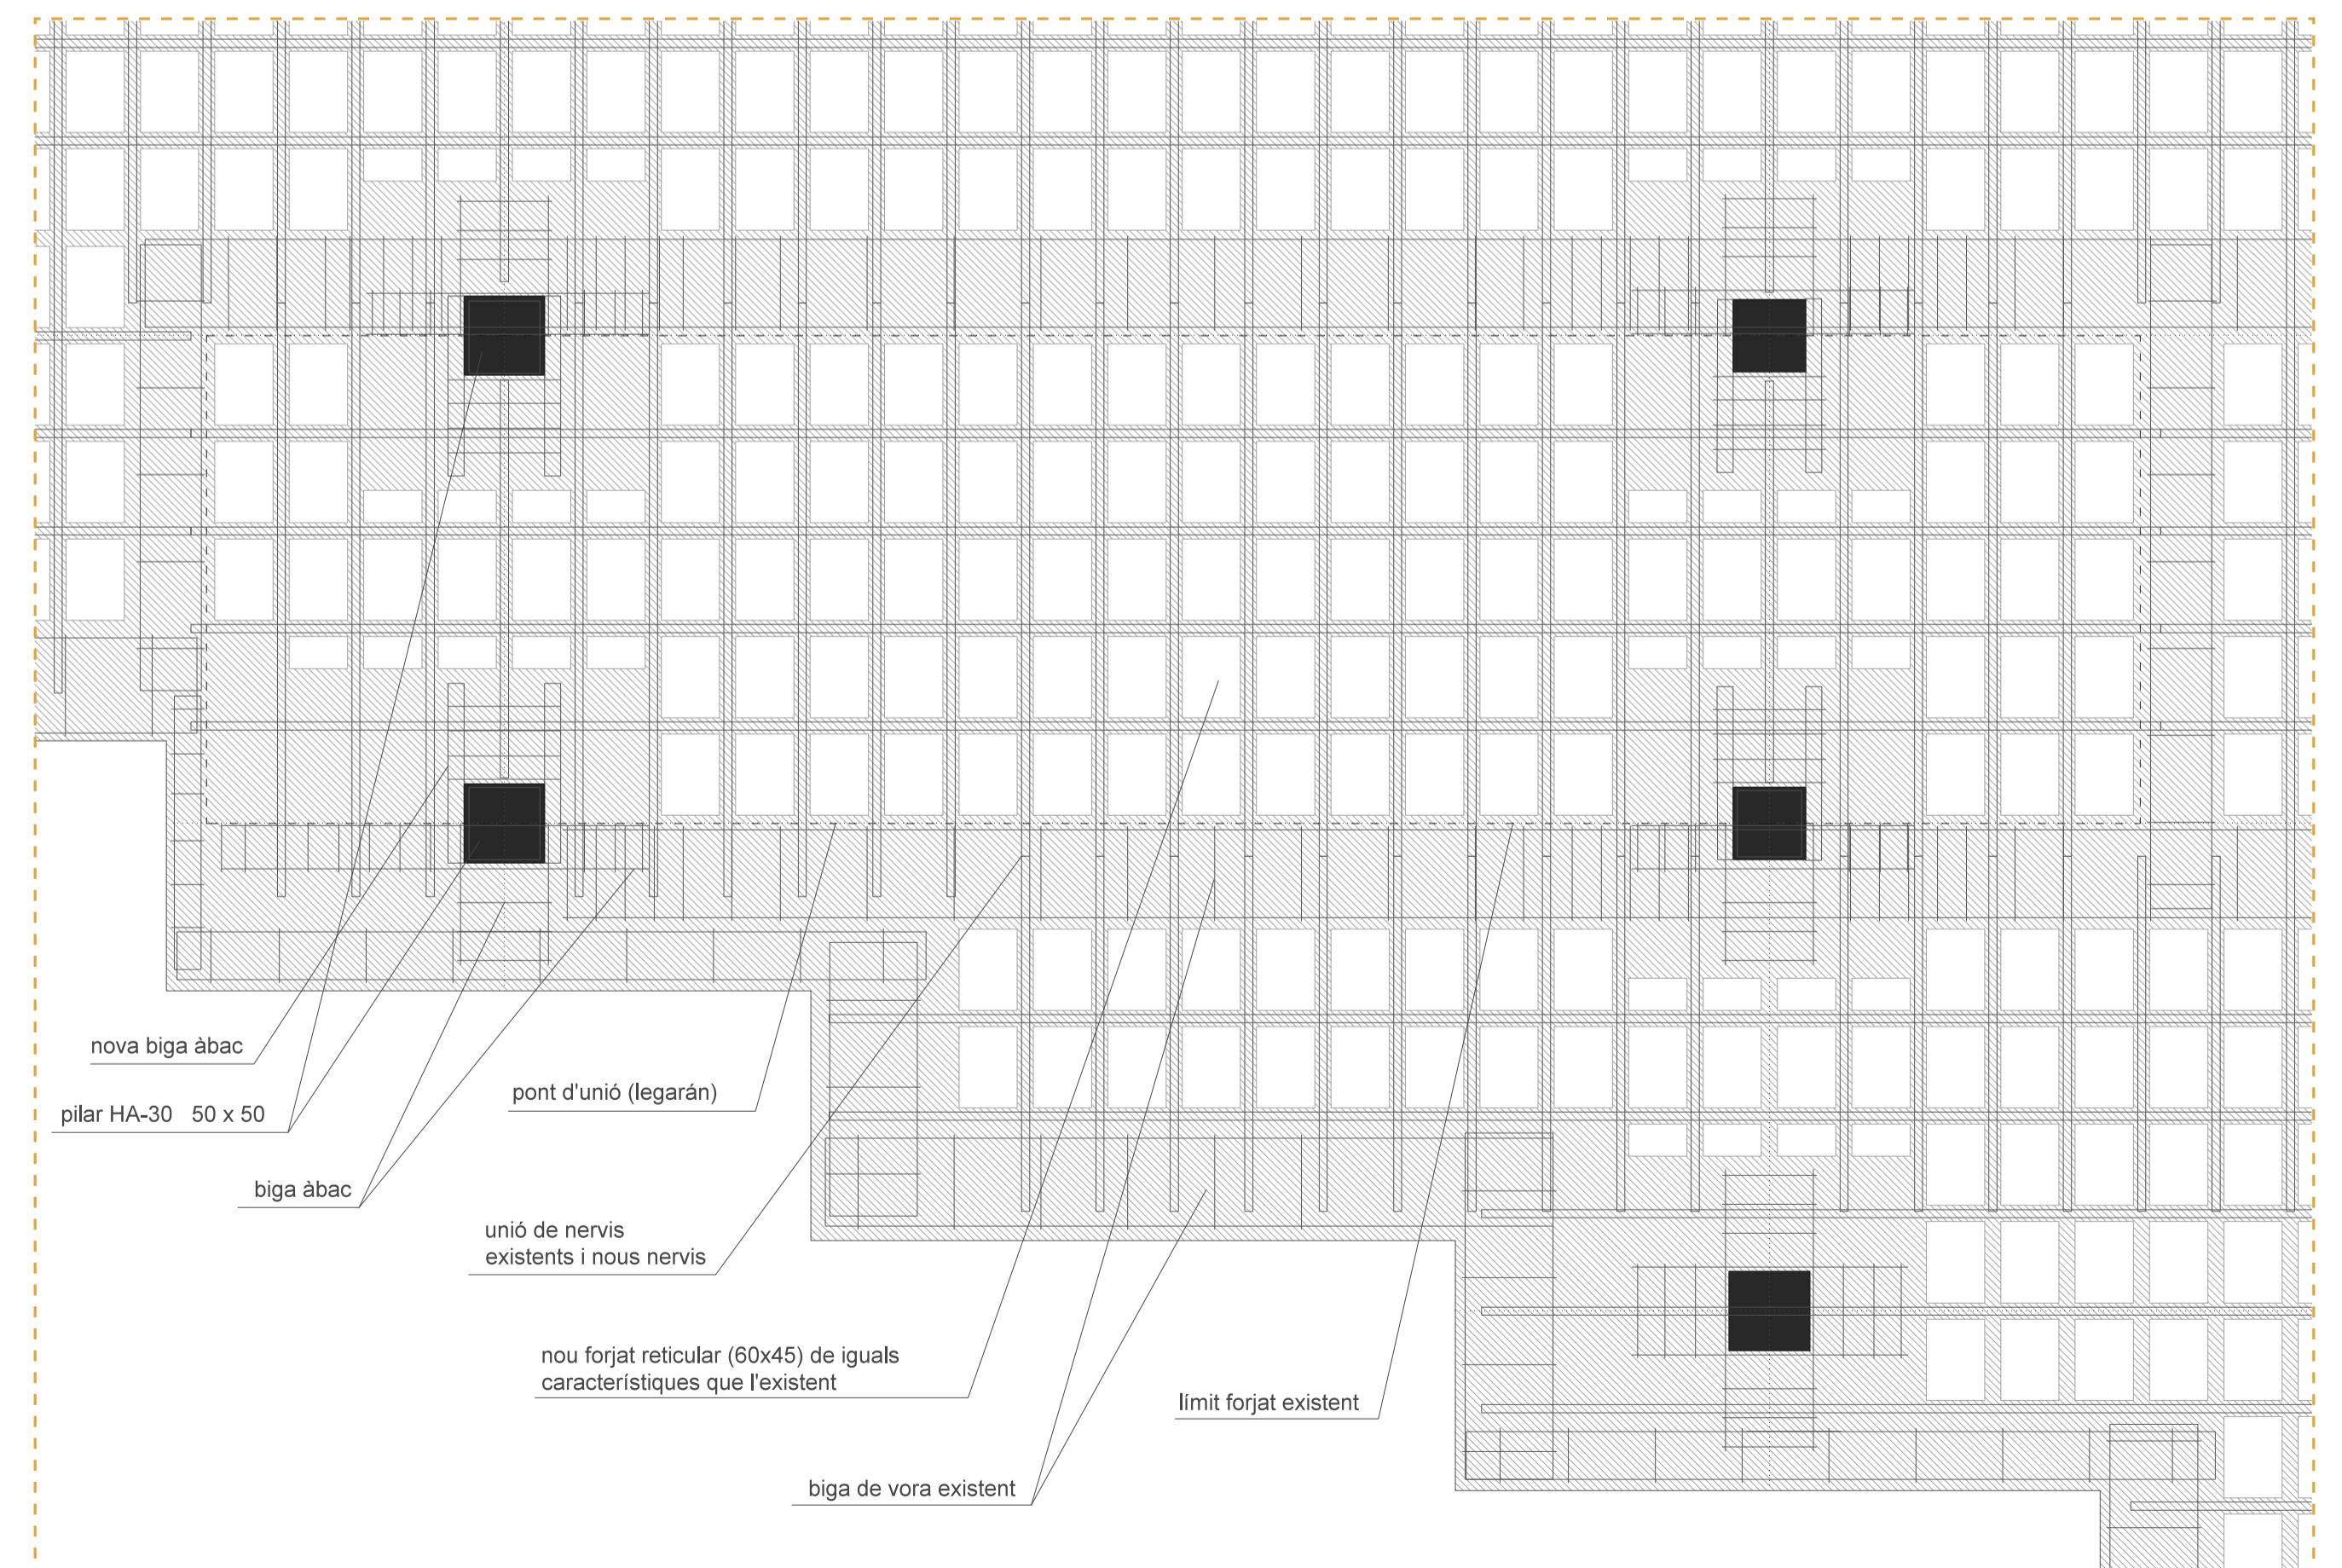 nova biga àbac
pilar HA-30 50 x 50
biga àbac
pont d'unió (legarán)
unió de nervis
existents i nous nervis
nou forjat reticular (60x45) de iguals
característiques que l'existent
límit forjat existent
biga de vora existent